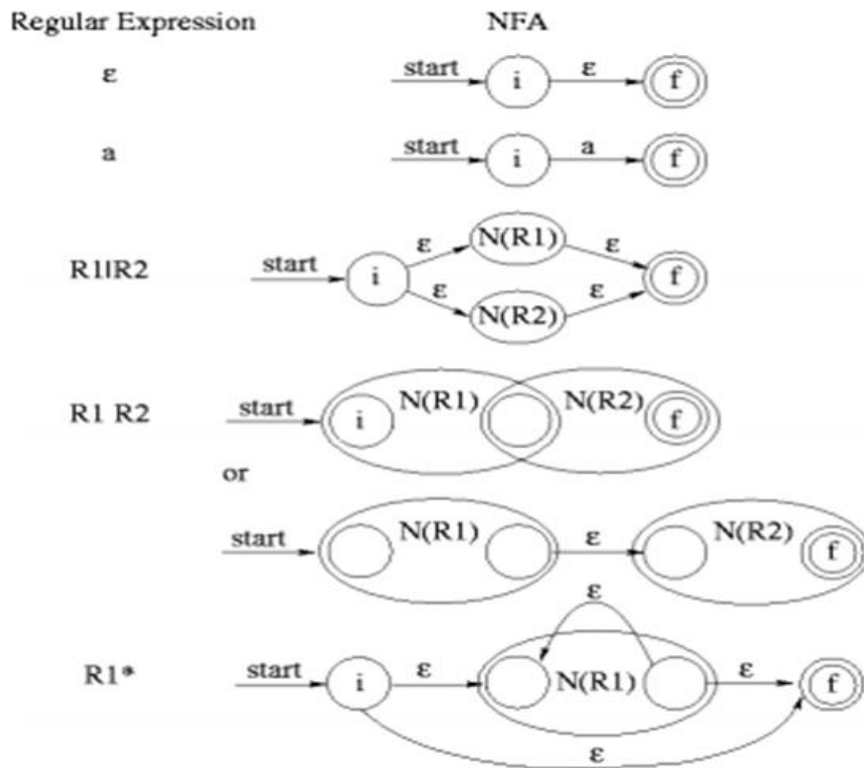 Regular Expression NFA
ε start i ε f
a start i a f
R1|R2 start i ε N(R1) ε f
ε N(R2) ε
R1 R2 start i N(R1) N(R2) f
or
start N(R1) ε N(R2) f
ε
R1* start i ε N(R1) ε f
ε